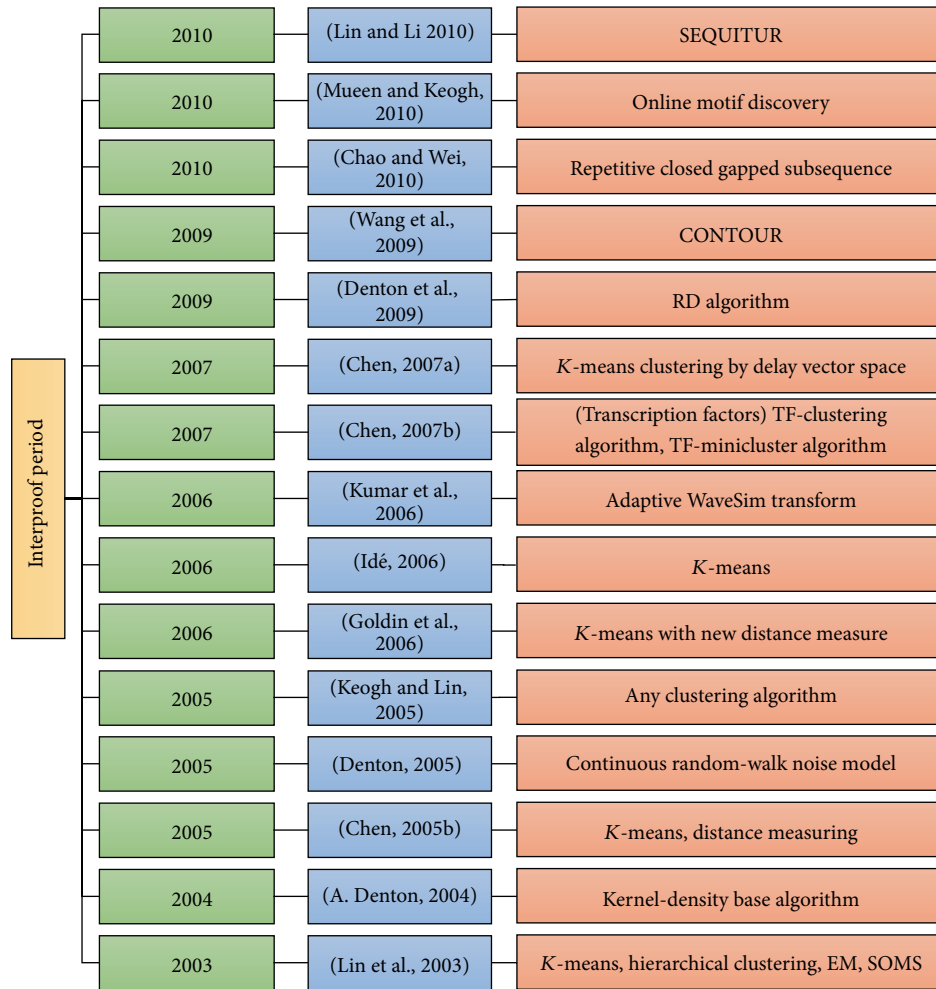 Interproof period
2010
(Lin and Li 2010)
SEQUITUR
2010
(Mueen and Keogh,
2010)
Online motif discovery
2010
(Chao and Wei,
2010)
Repetitive closed gapped subsequence
2009
(Wang et al.,
2009)
CONTOUR
2009
(Denton et al.,
2009)
RD algorithm
2007
(Chen, 2007a)
K-means clustering by delay vector space
2007
(Chen, 2007b)
(Transcription factors) TF-clustering
algorithm, TF-minicluster algorithm
2006
(Kumar et al.,
2006)
Adaptive WaveSim transform
2006
(Idé, 2006)
K-means
2006
(Goldin et al.,
2006)
K-means with new distance measure
2005
(Keogh and Lin,
2005)
Any clustering algorithm
2005
(Denton, 2005)
Continuous random-walk noise model
2005
(Chen, 2005b)
K-means, distance measuring
2004
(A. Denton, 2004)
Kernel-density base algorithm
2003
(Lin et al., 2003)
K-means, hierarchical clustering, EM, SOMS